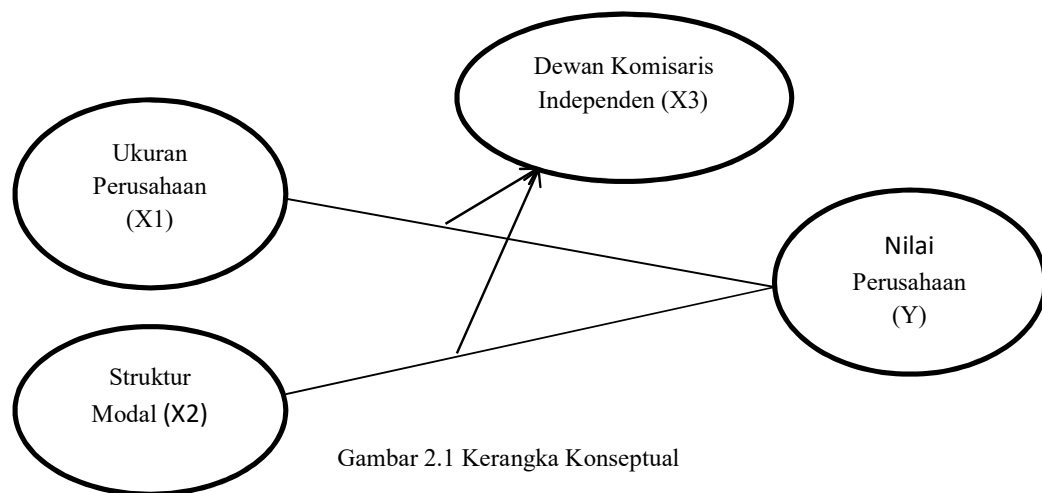 Dewan Komisaris
Independen (X3)
Ukuran
Perusahaan
(X1)
Nilai
Perusahaan
(Y)
Struktur
Modal (X2)
Gambar 2.1 Kerangka Konseptual